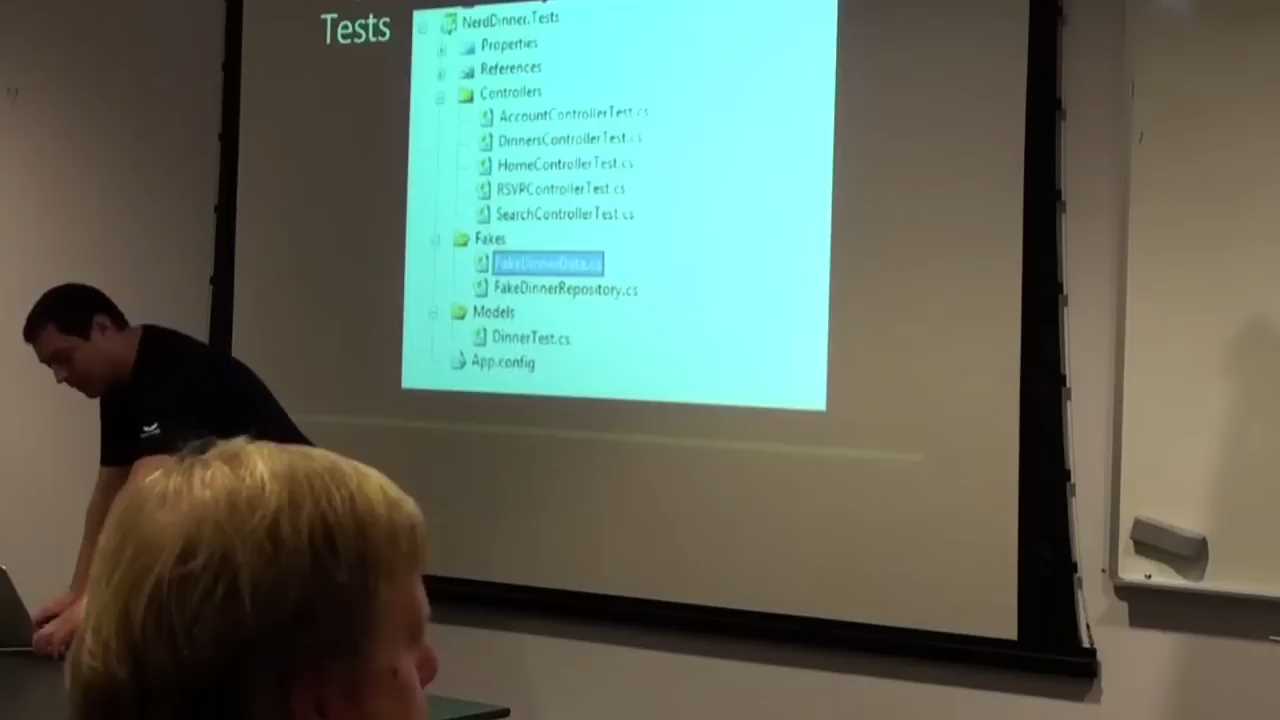 Tests
NerdDinner.Tests
Properties
References
Controllers
AccountControllerTest.cs
DinnersControllerTest.cs
HomeControllerTest.cs
RSVPControllerTest.cs
SearchControllerTest.cs
Fakes
FakeDinnerData.cs
FakeDinnerRepository.cs
Models
DinnerTest.cs
App.config